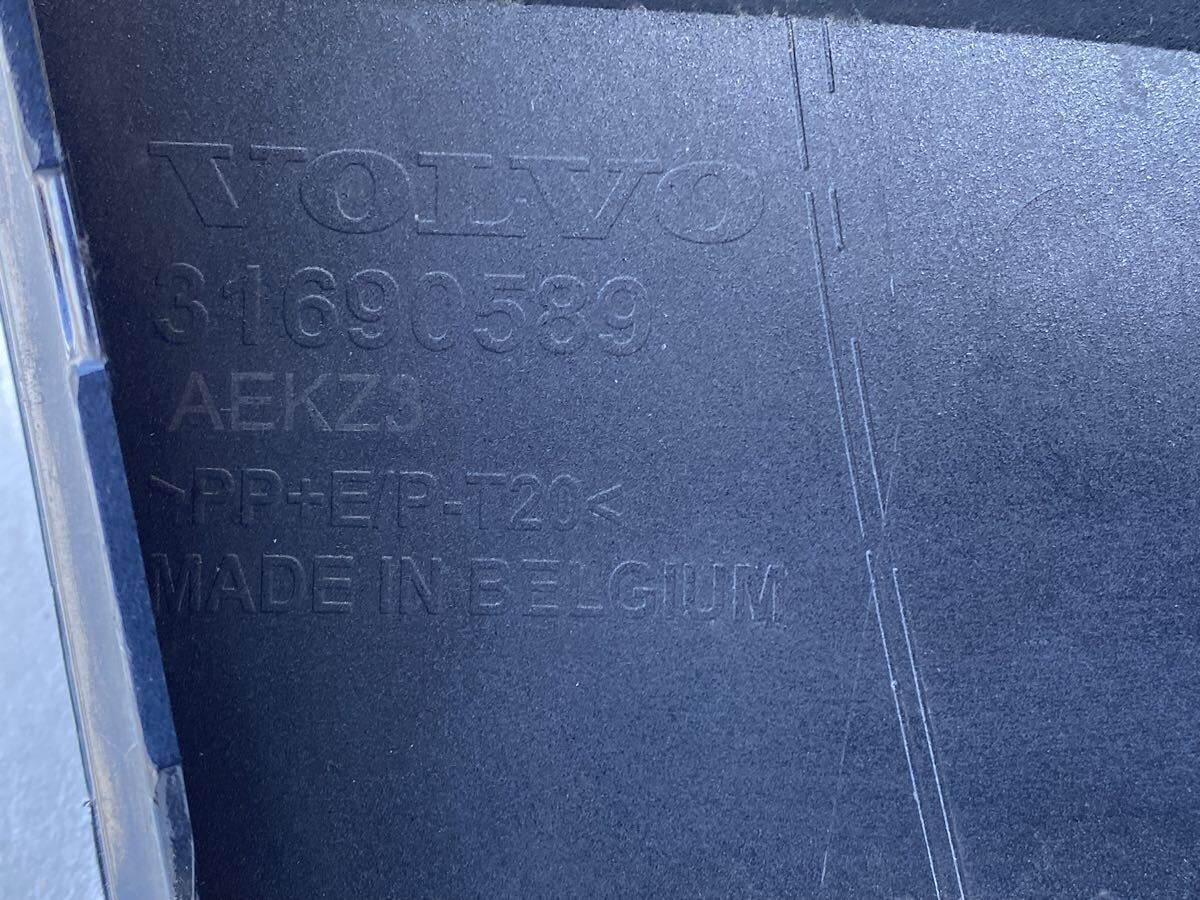 VOLVO
31690589
AEKZ3
>PP+E/P-T20<
MADE IN BELGIUM